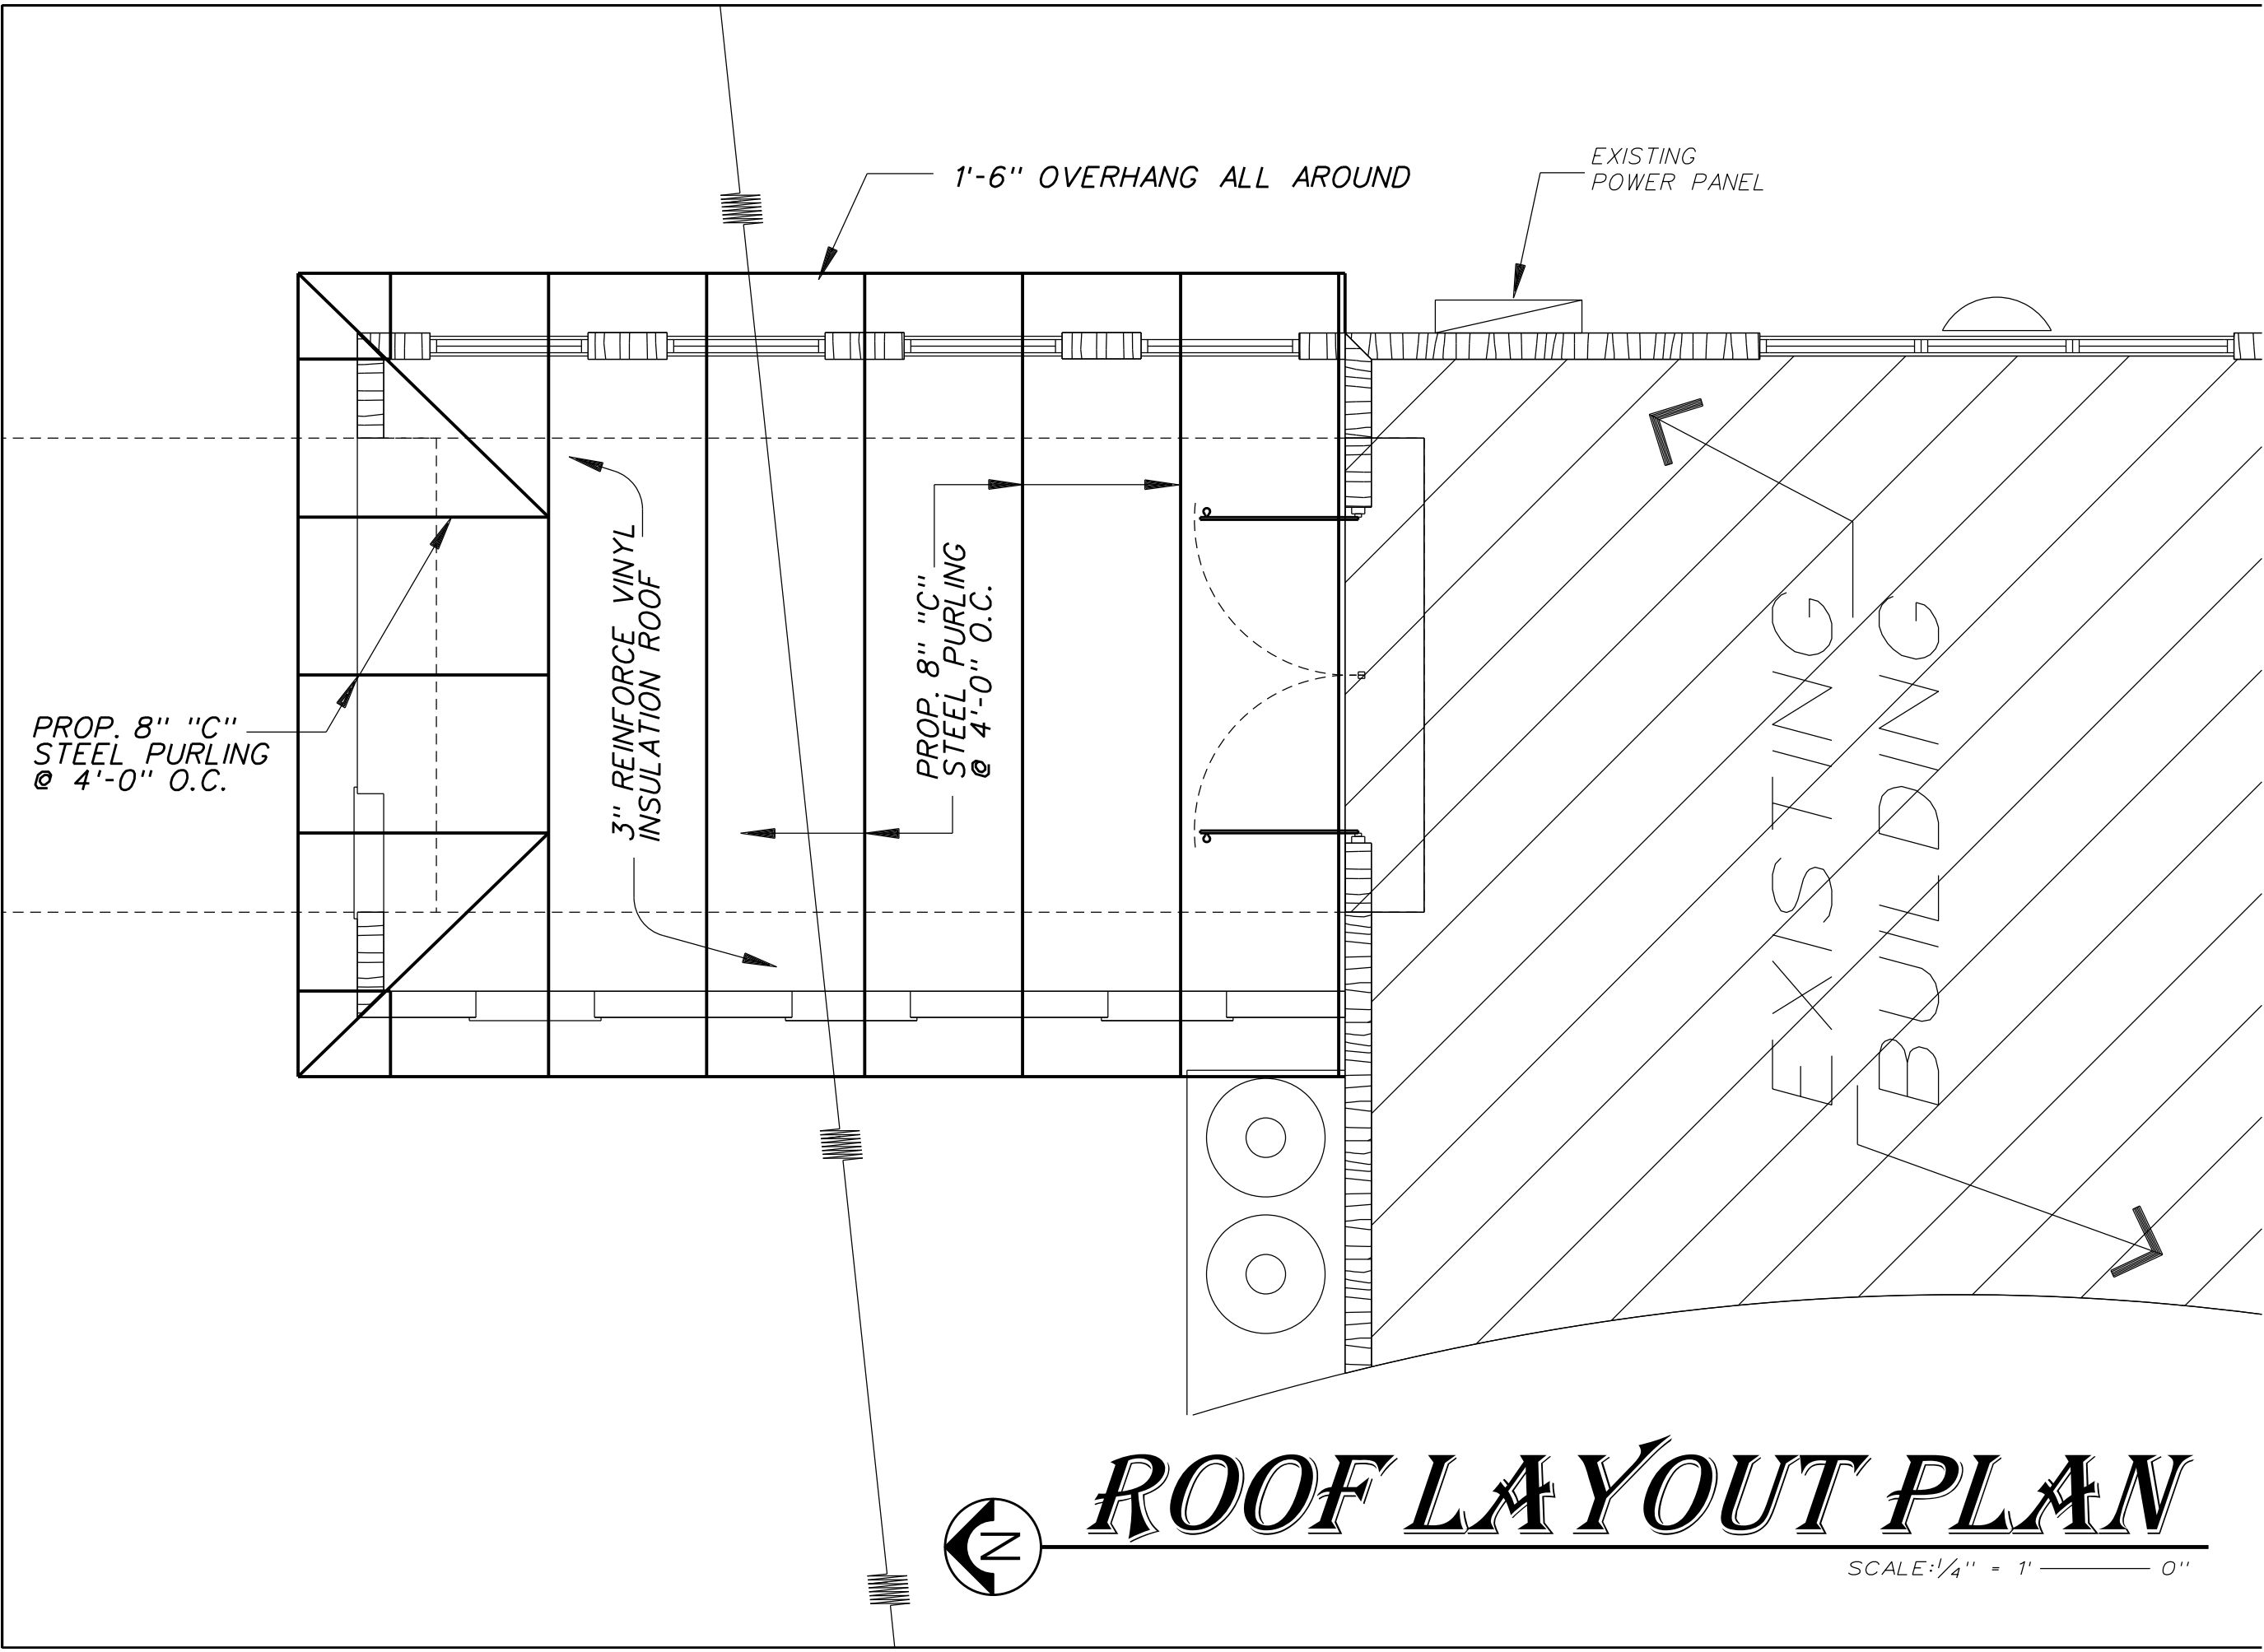 1'-6" OVERHANG ALL AROUND
EXISTING
POWER PANEL
PROP. 8" "C"
STEEL PURLING
@ 4'-0" O.C.
3" REINFORCE VINYL
INSULATION ROOF
PROP. 8" "C"
STEEL PURLING
@ 4'-0" O.C.
EXISTING
BUILDING
N
ROOF LAYOUT PLAN
SCALE:1/4" = 1' 0"